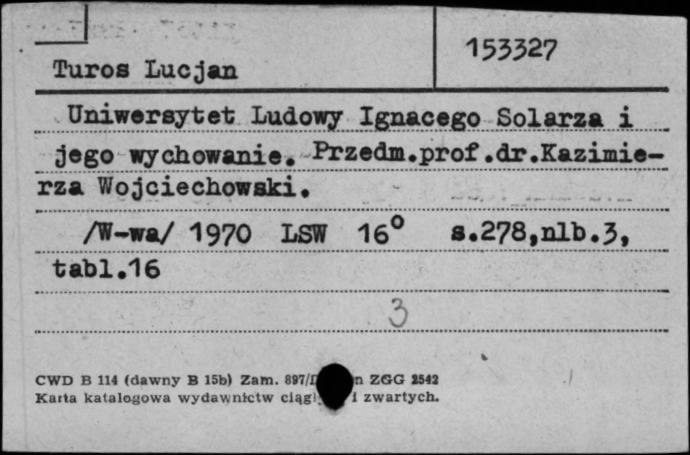 153327
Turos Lucjan
Uniwersytet Ludowy Ignacego Solarza i
jego wychowanie. Przedm.prof.dr.Kazimie-
rza Wojciechowski.
/W-wa/ 1970 LSW 16° s.278,nlb.3,
tabl.16
3
CWD B 114 (dawny B 15b) Zam. 897/ ZGG 2542
Karta katalogowa wydawnictw i zwartych.